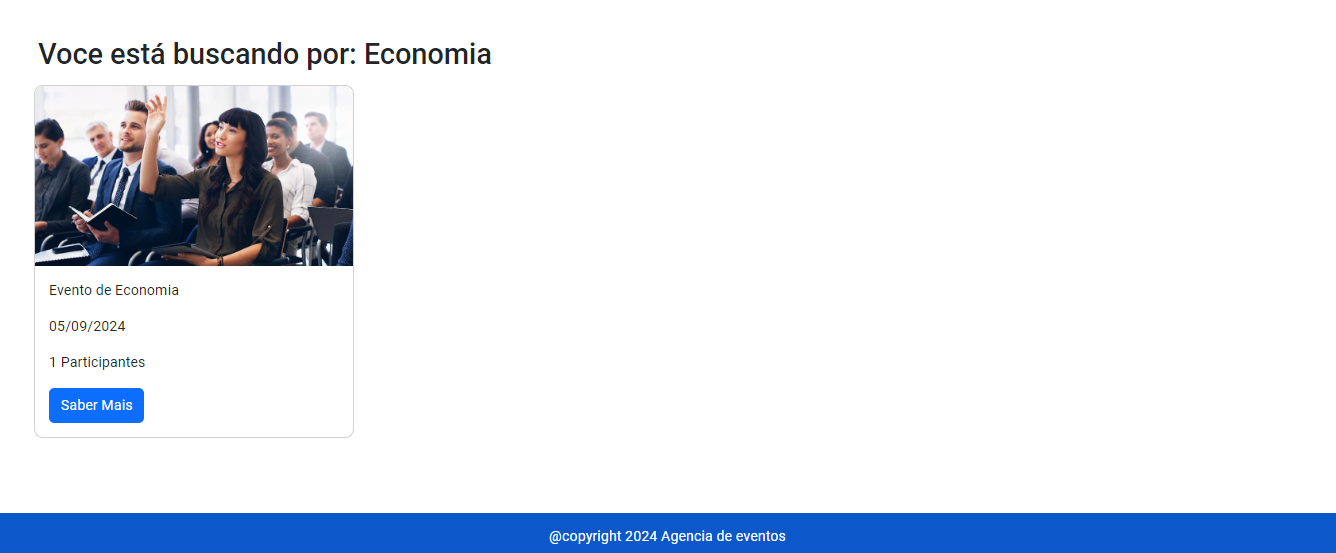 Voce está buscando por: Economia
Evento de Economia
05/09/2024
1 Participantes
Saber Mais
@copyright 2024 Agencia de eventos